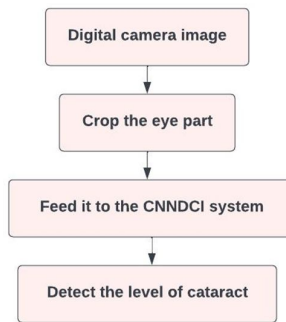 Digital camera image
Crop the eye part
Feed it to the CNNDCI system
Detect the level of cataract